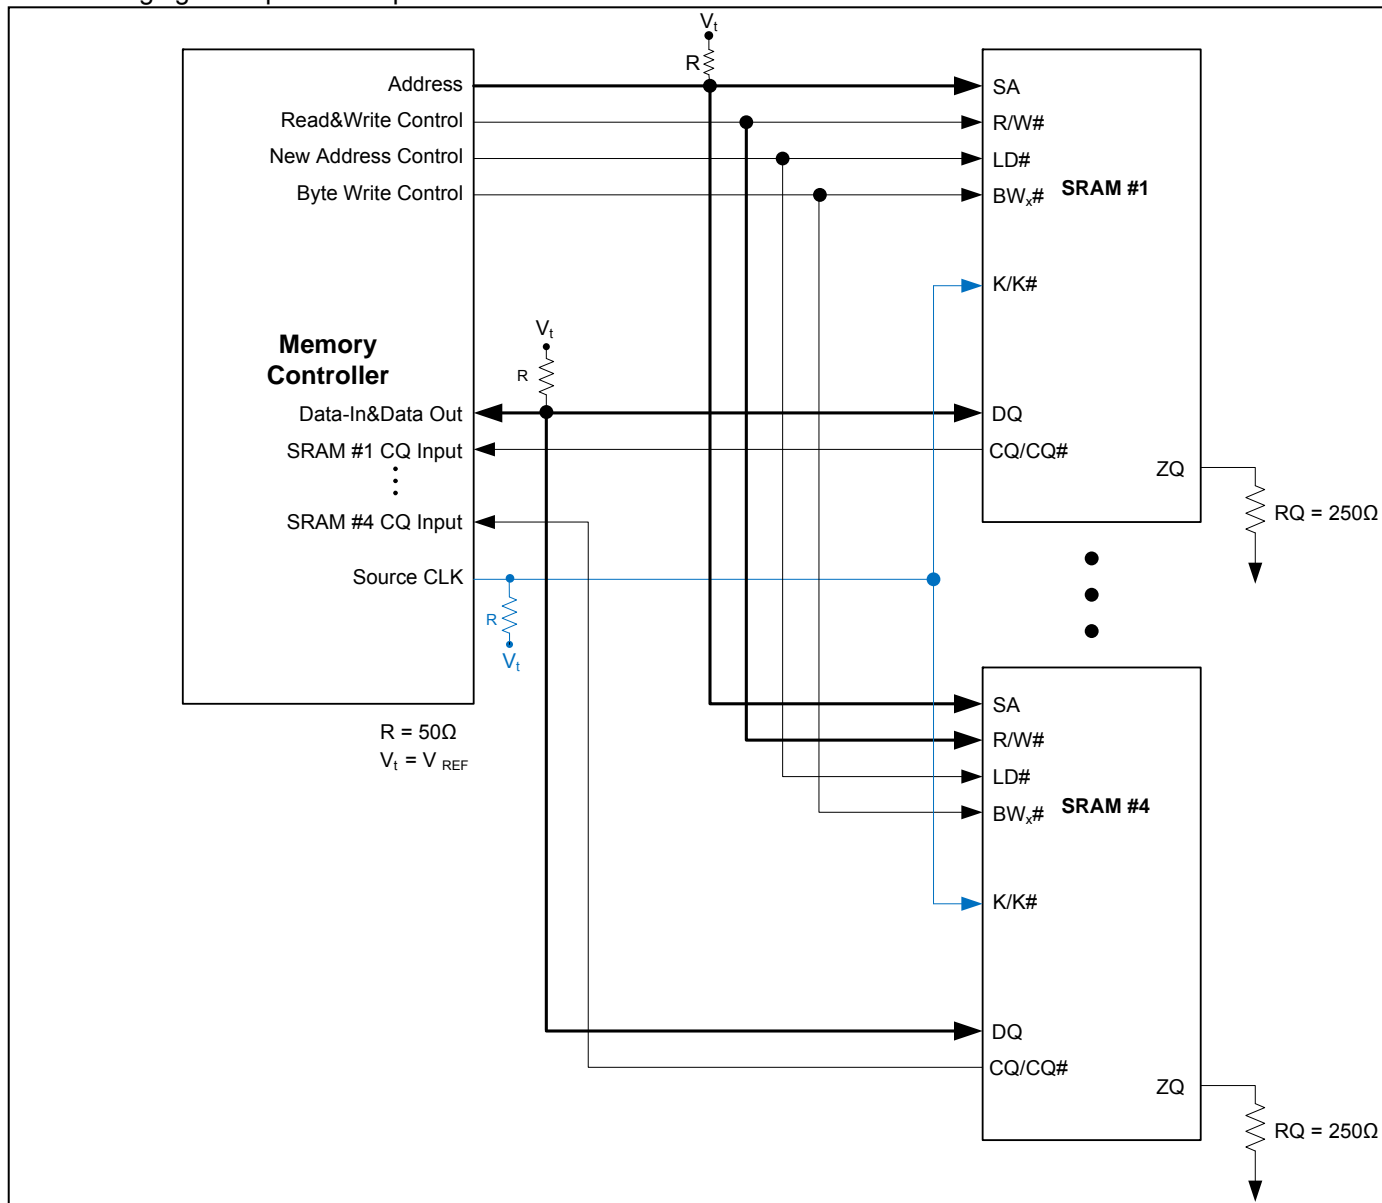 Vt
R
Address
SA
Read&Write Control
R/W#
New Address Control
LD#
Byte Write Control
BWx#
SRAM #1
K/K#
Vt
R
Memory
Controller
Data-In&Data Out
DQ
SRAM #1 CQ Input
CQ/CQ#
ZQ
RQ = 250Ω
SRAM #4 CQ Input
Source CLK
R
Vt
R = 50Ω
Vt = V REF
SA
R/W#
LD#
BWx#
SRAM #4
K/K#
DQ
CQ/CQ#
ZQ
RQ = 250Ω